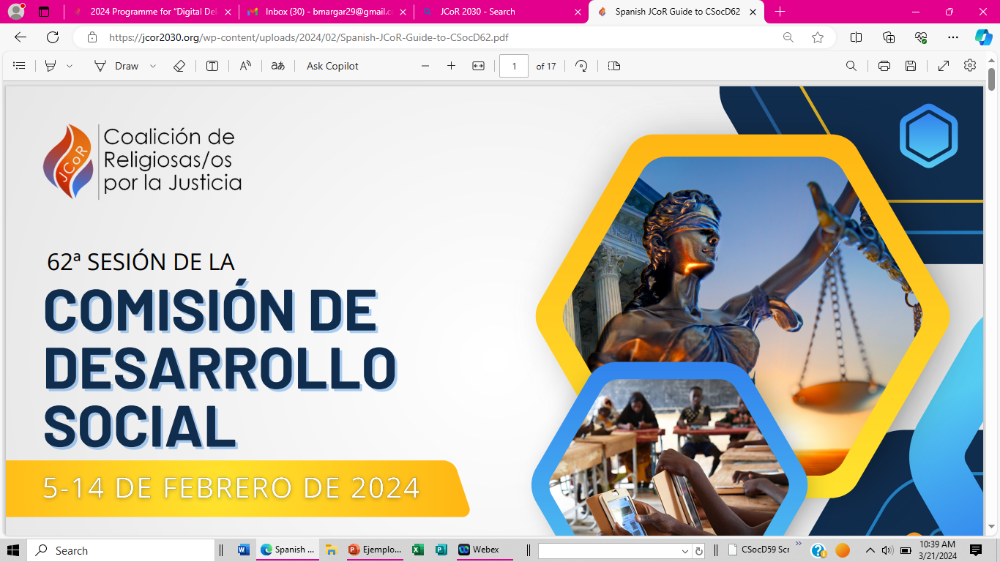 2024 Programme for "Digital Del
Inbox (30) - bmargar29@gmail.c
JCoR 2030 - Search
Spanish JCoR Guide to CSocD62
https://jcor2030.org/wp-content/uploads/2024/02/Spanish-JCoR-Guide-to-CSocD62.pdf
Draw
Ask Copilot
1 of 17
JCoR
Coalición de
Religiosas/os
por la Justicia
62ª SESIÓN DE LA
COMISIÓN DE
DESARROLLO
SOCIAL
5-14 DE FEBRERO DE 2024
Search
Spanish ...
Ejemplo...
Webex
CSocD59 Scr
10:39 AM
3/21/2024